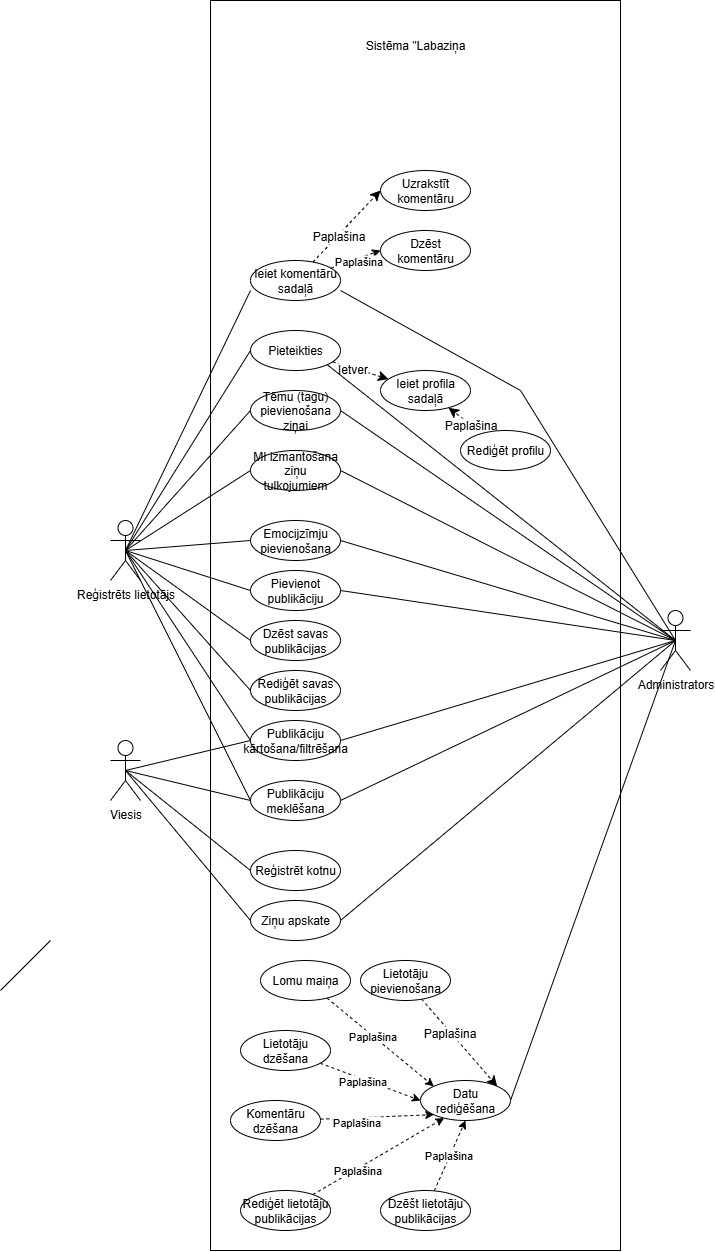 Sistēma "Labaziņa
Uzrakstīt
komentāru
Paplašina
Dzēst
komentāru
Paplašina
Ieiet komentāru
sadaļā
Pieteikties
Ietver.
Ieiet profila
sadaļā
Tēmu (tagu)
pievienošana
ziņai
Paplašina
Rediģēt profilu
MI izmantošana
ziņu
tulkojumiem
Emocijzīmju
pievienošana
Reģistrēts lietotājs
Pievienot
publikāciju
Dzēst savas
publikācijas
Rediģēt savas
publikācijas
Administrators
Publikāciju
kārtošana/filtrēšana
Viesis
Publikāciju
meklēšana
Reģistrēt kotnu
Ziņu apskate
Lomu maiņa
Lietotāju
pievienošana
Paplašina
Paplašina
Lietotāju
dzēšana
Paplašina
Datu
rediģēšana
Komentāru
dzēšana
Paplašina
Paplašina
Paplašina
Rediģēt lietotāju
publikācijas
Dzēšt lietotāju
publikācijas